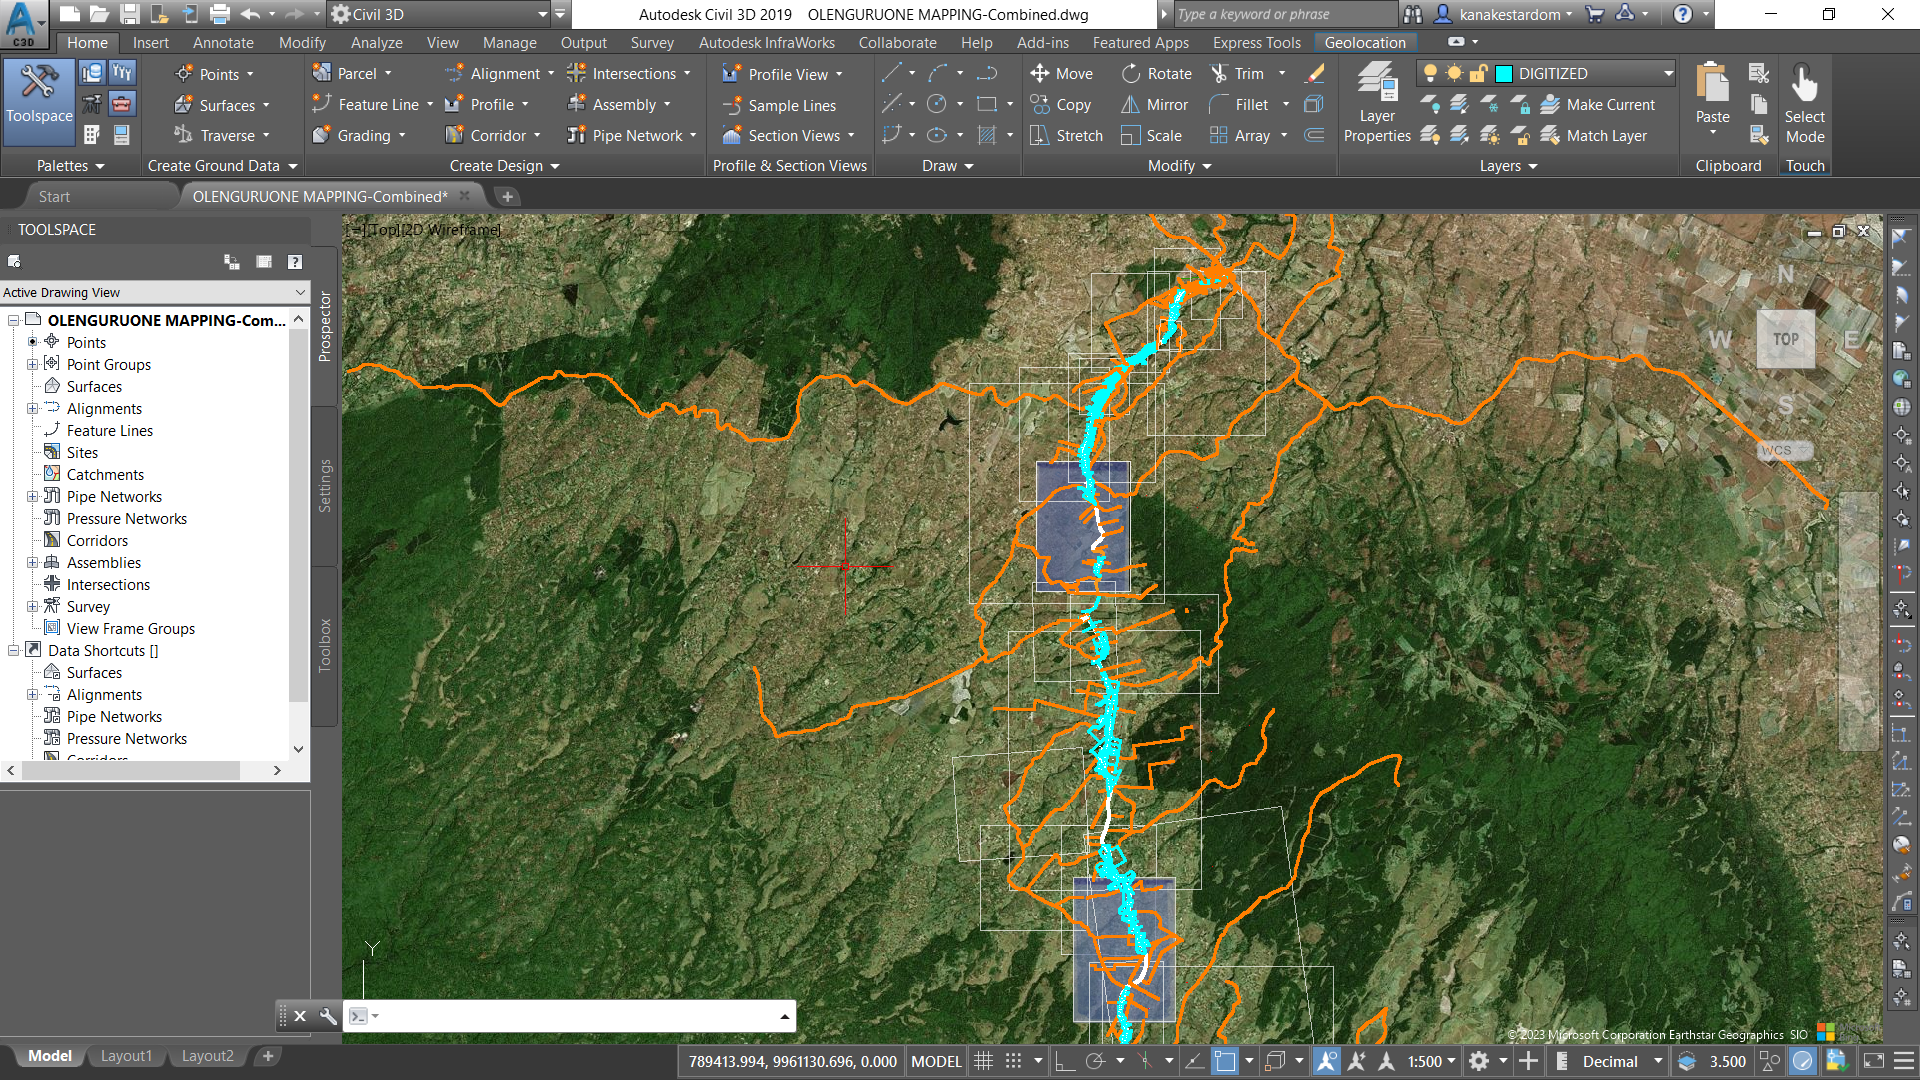 C3D
Civil 3D
Autodesk Civil 3D 2019 OLENGURUONE MAPPING-Combined.dwg
Type a keyword or phrase
kanakestardom
Home Insert Annotate Modify Analyze View Manage Output Survey Autodesk InfraWorks Collaborate Help Add-ins Featured Apps Express Tools Geolocation
Toolspace
Points
Surfaces
Traverse
Parcel
Feature Line
Grading
Alignment
Profile
Corridor
Intersections
Assembly
Pipe Network
Profile View
Sample Lines
Section Views
Move
Copy
Stretch
Rotate
Mirror
Scale
Trim
Fillet
Array
Layer
Properties
DIGITIZED
Make Current
Match Layer
Paste
Select
Mode
Palettes
Create Ground Data
Create Design
Profile & Section Views
Draw
Modify
Layers
Clipboard
Touch
Start
OLENGURUONE MAPPING-Combined*
TOOLSPACE
Active Drawing View
OLENGURUONE MAPPING-Com...
Points
Point Groups
Surfaces
Alignments
Feature Lines
Sites
Catchments
Pipe Networks
Pressure Networks
Corridors
Assemblies
Intersections
Survey
View Frame Groups
Data Shortcuts []
Surfaces
Alignments
Pipe Networks
Pressure Networks
Corridors
Prospector
Settings
Toolbox
[−][Top][2D Wireframe]
N
W
TOP
E
S
WCS
Y
© 2023 Microsoft Corporation Earthstar Geographics SIO
Model
Layout1
Layout2
789413.994, 9961130.696, 0.000
MODEL
1:500
Decimal
3.500